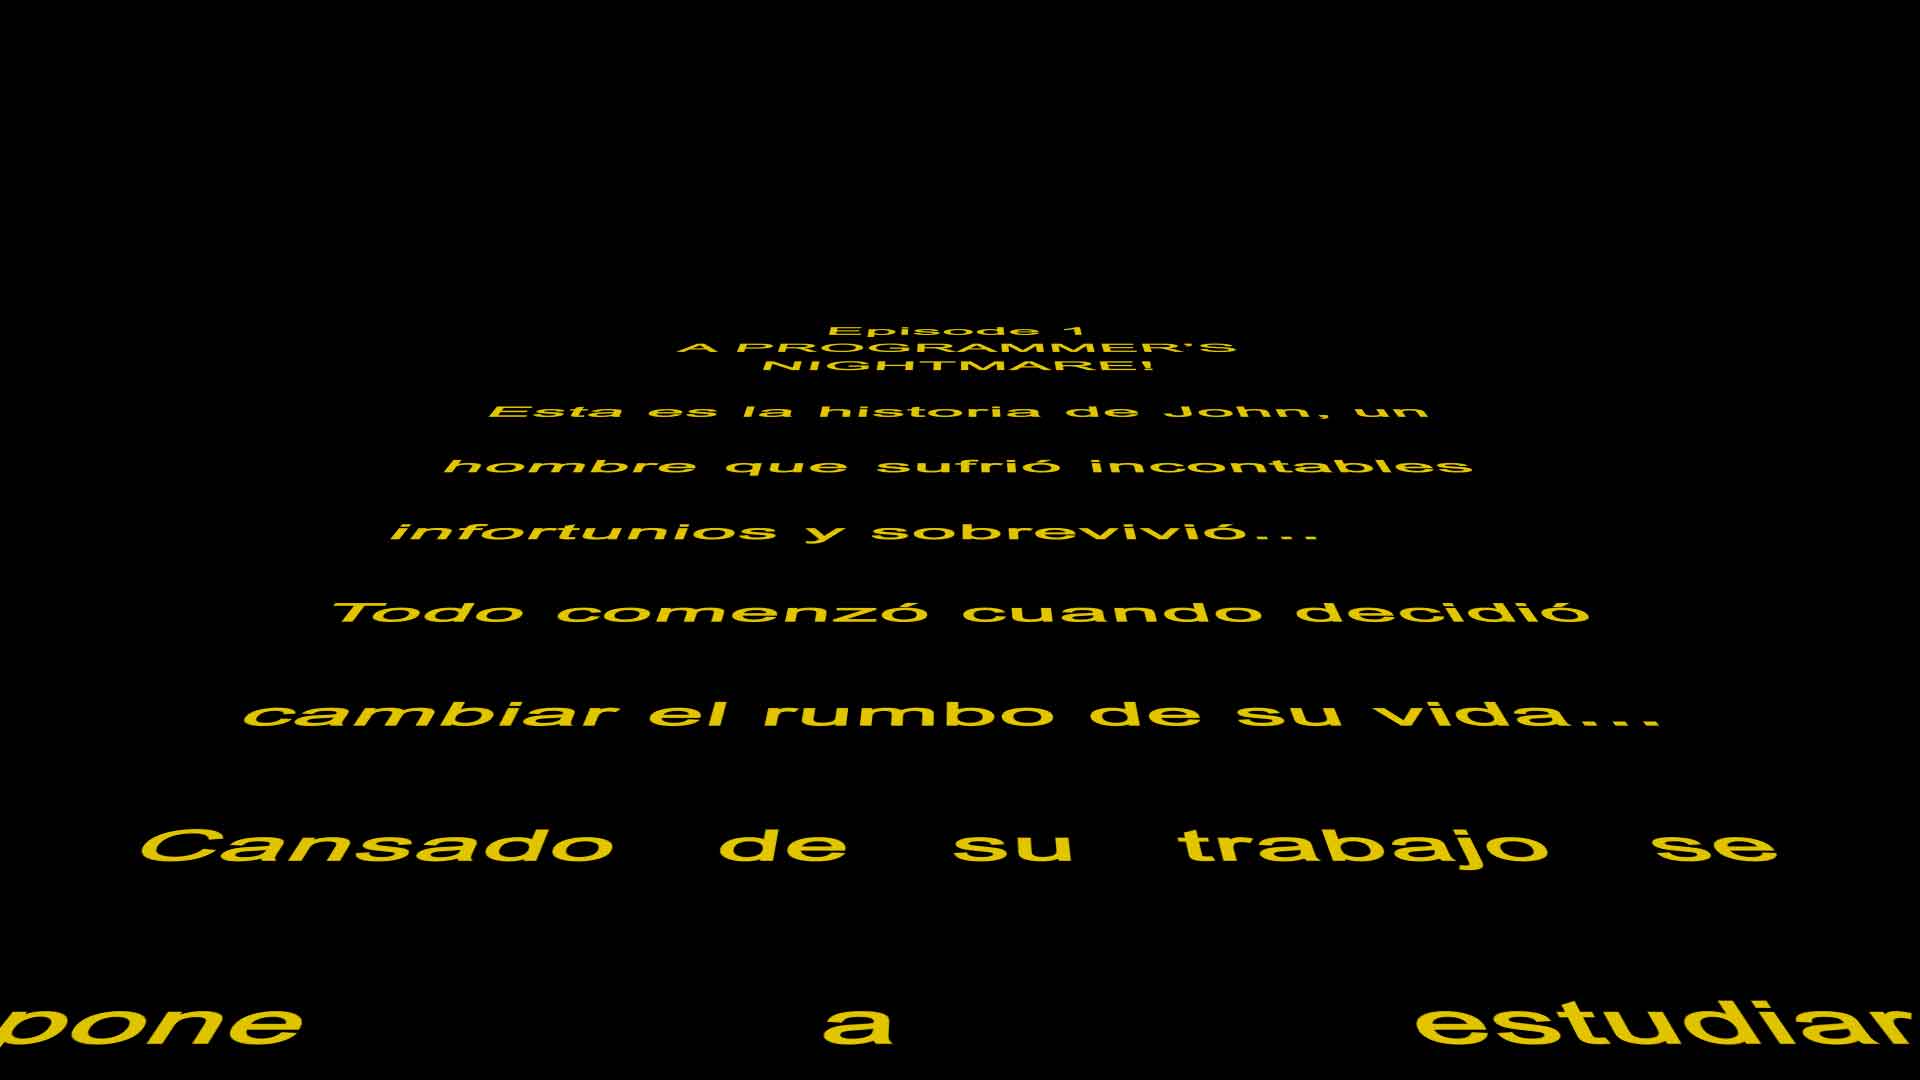 Episode 1
A PROGRAMMER'S
NIGHTMARE!
Esta es la historia de John, un
hombre que sufrió incontables
infortunios y sobrevivió...
Todo comenzó cuando decidió
cambiar el rumbo de su vida...
Cansado de su trabajo se
pone a estudiar